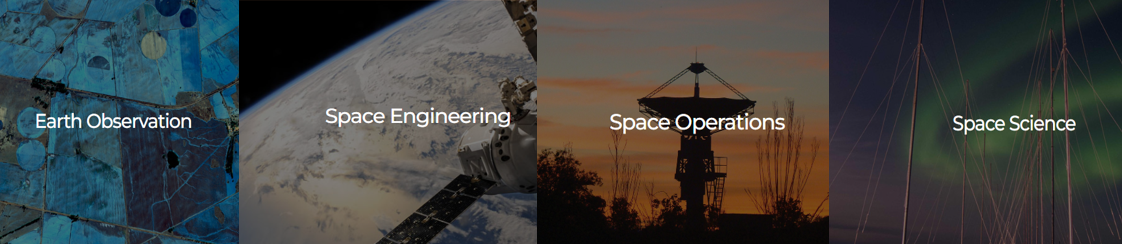 Earth Observation
Space Engineering
Space Operations
Space Science